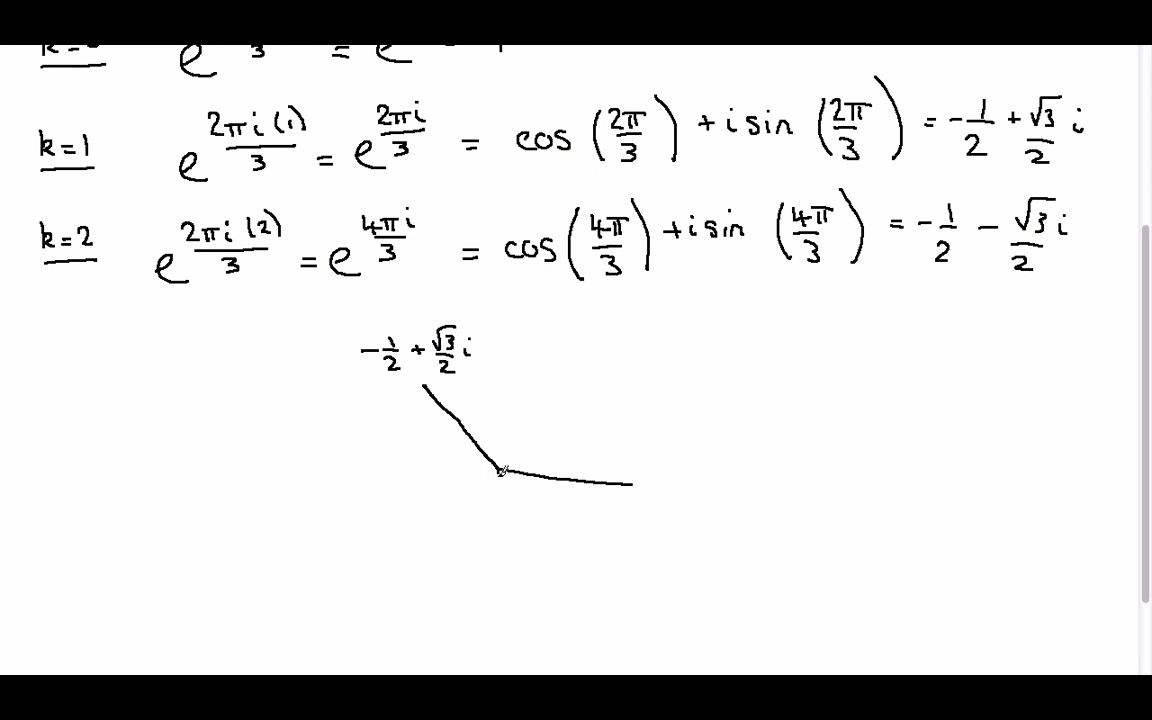 e 3 = e
k=1 e^{2πi(1)/3} = e^{2πi/3} = cos(2π/3) + i sin(2π/3) = -1/2 + √3/2 i
k=2 e^{2πi(2)/3} = e^{4πi/3} = cos(4π/3) + i sin(4π/3) = -1/2 - √3/2 i
-1/2 + √3/2 i